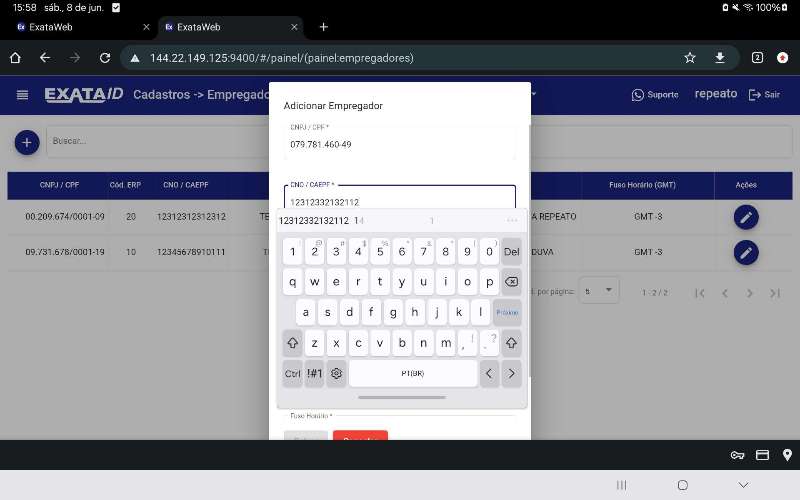 15:58 sáb., 8 de jun.
100%
Ex ExataWeb
Ex ExataWeb
144.22.149.125:9400/#/painel/(painel:empregadores)
2
EXATAID Cadastros -> Empregado
Suporte
repeato
Sair
Adicionar Empregador
CNPJ / CPF *
079.781.460-49
Buscar...
CNO / CAEPF *
12312332132112
CNPJ / CPF Cód. ERP CNO / CAEPF Fuso Horário (GMT) Ações
12312332132112 14 1 ...
00.209.674/0001-09 20 12312312312312 TE A REPEATO GMT -3
09.731.678/0001-19 10 12345678910111 DUVA GMT -3
. por página: 5 1 - 2 / 2
1 2 3 4 5 6 7 8 9 0 Del
q w e r t y u i o p
a s d f g h j k l Próximo
z x c v b n m , ! . ?
Ctrl !#1 PT(BR) < >
Fuso Horário *